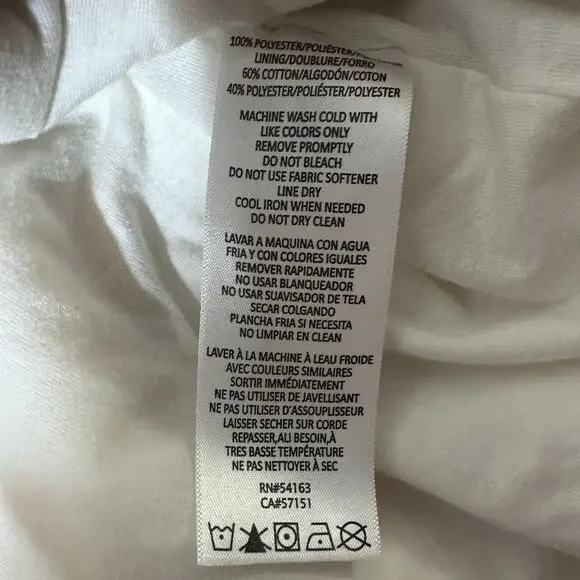 100% POLYESTER/POLIÉSTER/POLYESTER
LINING/DOUBLURE/FORRO
60% COTTON/ALGODÓN/COTON
40% POLYESTER/POLIÉSTER/POLYESTER
MACHINE WASH COLD WITH
LIKE COLORS ONLY
REMOVE PROMPTLY
DO NOT BLEACH
DO NOT USE FABRIC SOFTENER
LINE DRY
COOL IRON WHEN NEEDED
DO NOT DRY CLEAN
LAVAR A MAQUINA CON AGUA
FRIA Y CON COLORES IGUALES
REMOVER RAPIDAMENTE
NO USAR BLANQUEADOR
NO USAR SUAVISADOR DE TELA
SECAR COLGANDO
PLANCHA FRIA SI NECESITA
NO LIMPIAR EN CLEAN
LAVER À LA MACHINE À LEAU FROIDE
AVEC COULEURS SIMILAIRES
SORTIR IMMÉDIATEMENT
NE PAS UTILISER DE JAVELLISANT
NE PAS UTILISER D'ASSOUPLISSEUR
LAISSER SECHER SUR CORDE
REPASSER,ALI BESOIN,À
TRES BASSE TEMPÉRATURE
NE PAS NETTOYER À SEC
RN#54163
CA#57151